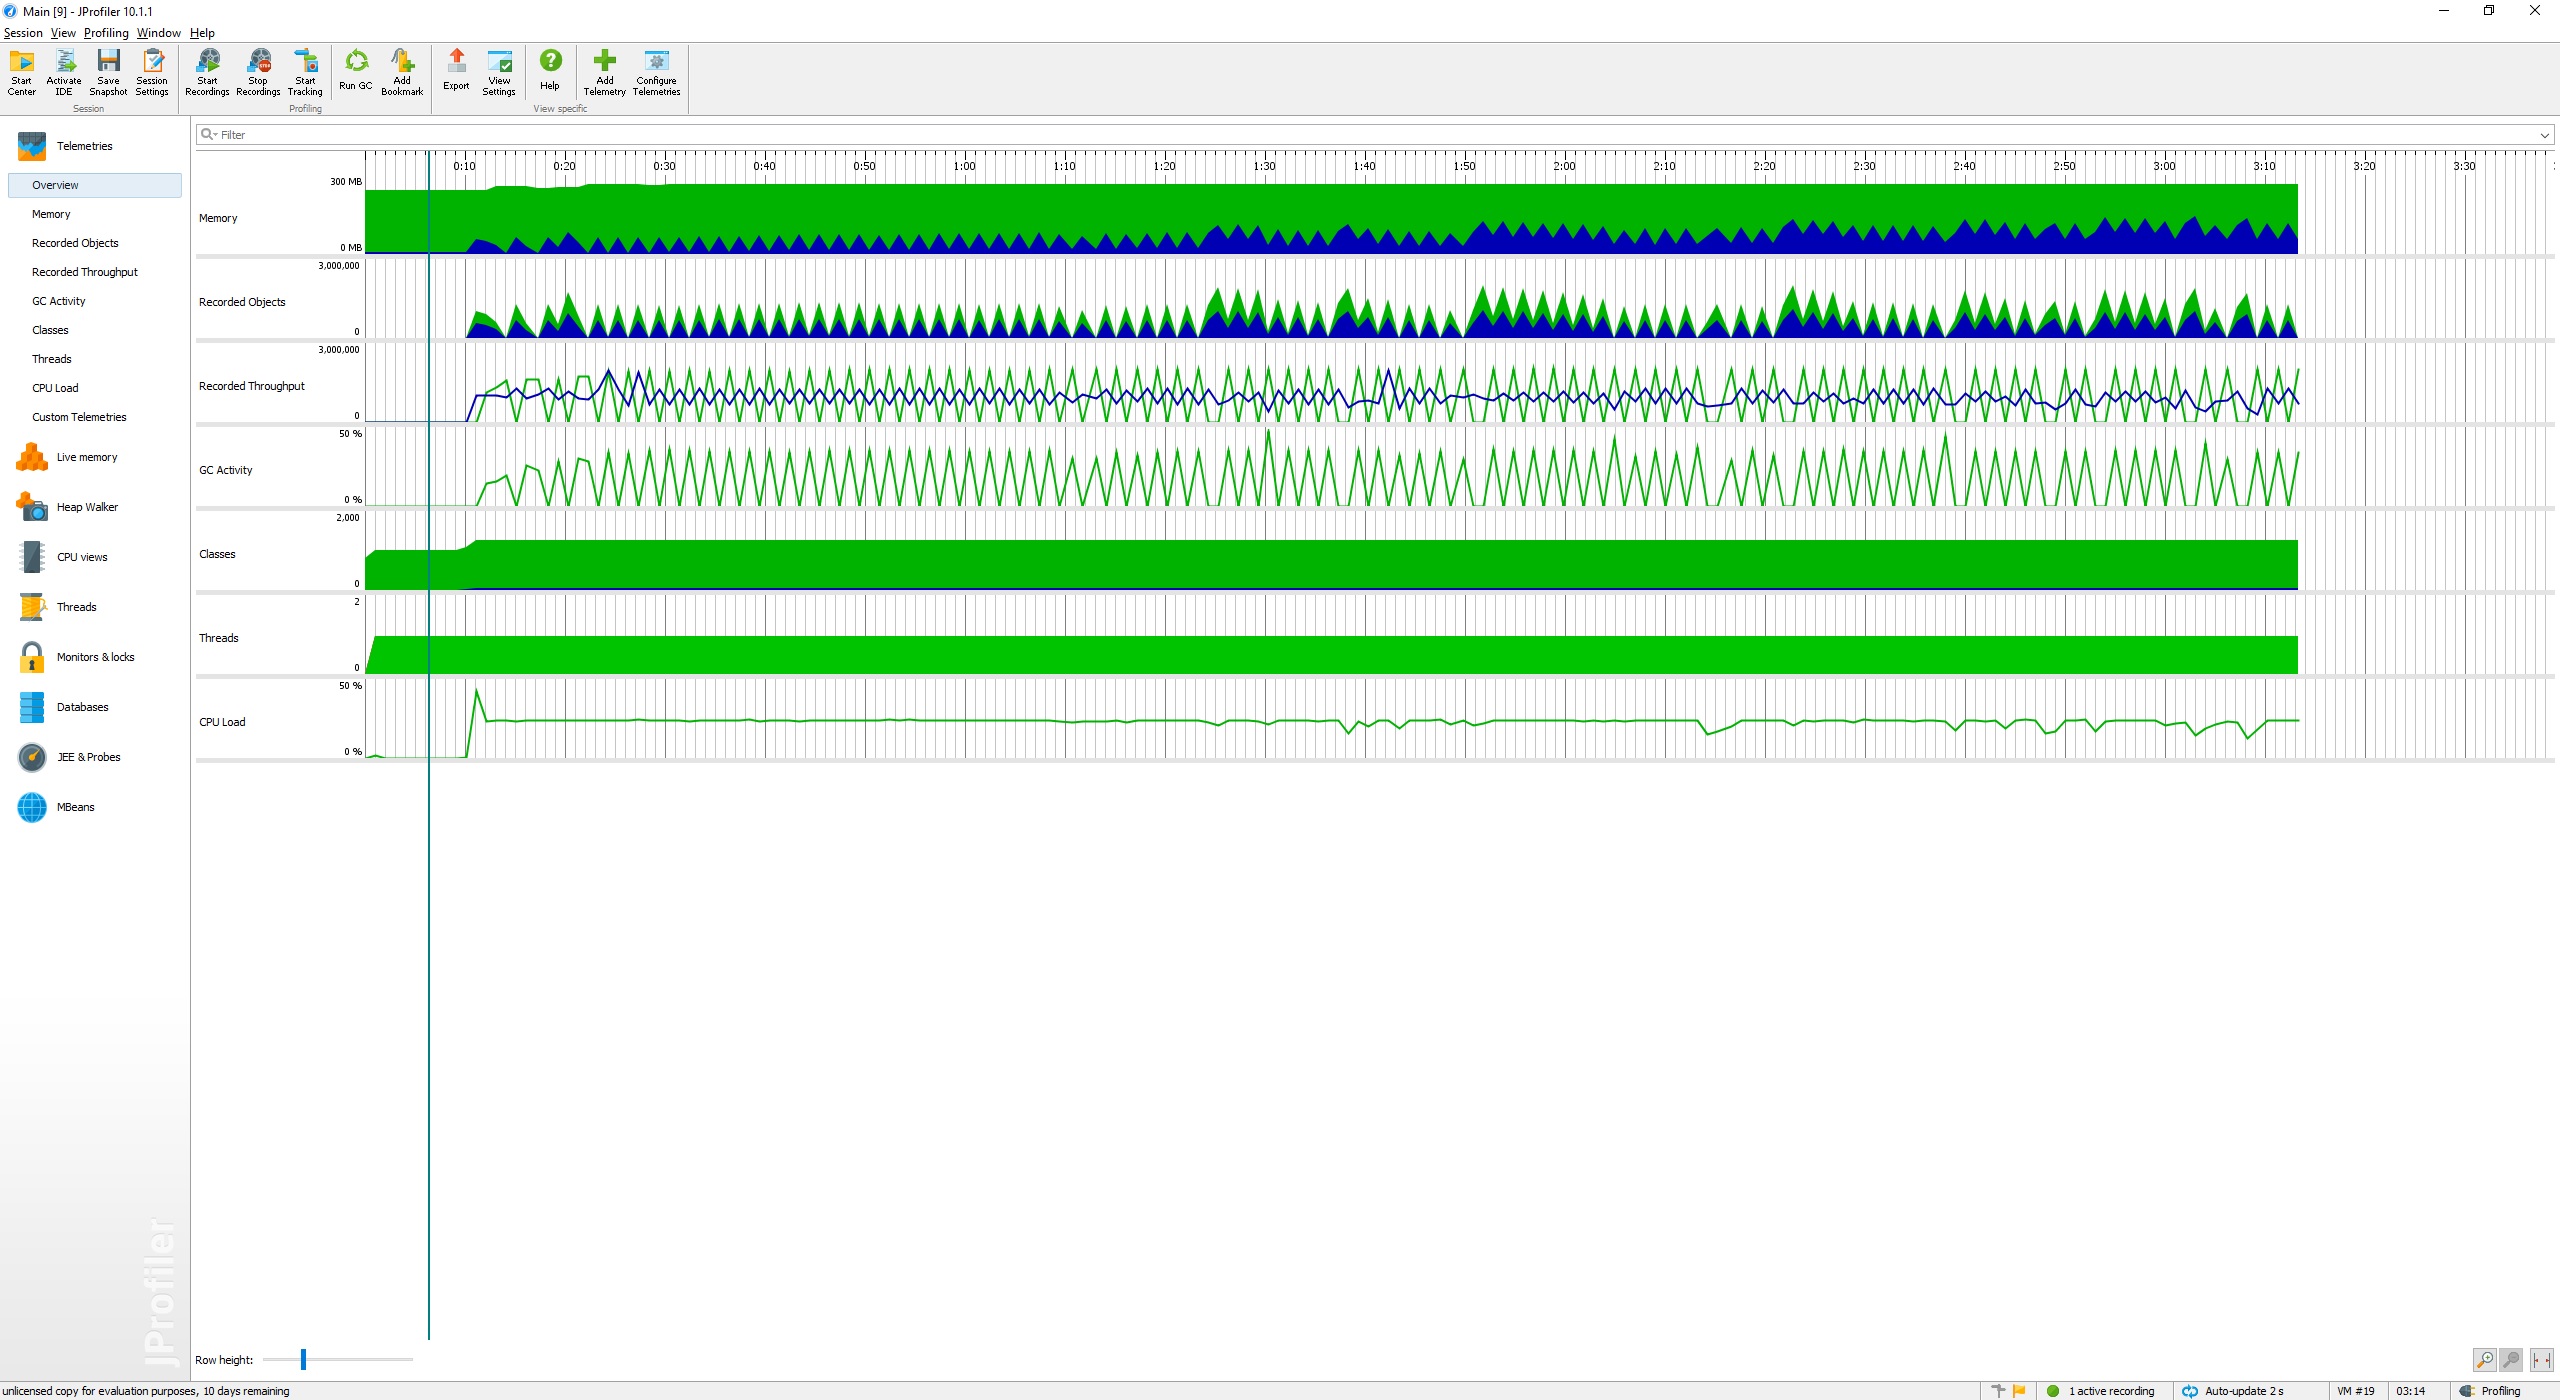 Main [9] - JProfiler 10.1.1
Session View Profiling Window Help
Start Center
Activate IDE
Save Snapshot
Session Settings
Start Recordings
Stop Recordings
Start Tracking
Run GC
Add Bookmark
Export
View Settings
Help
Add Telemetry
Configure Telemetries
Session
Profiling
View specific
Telemetries
Overview
Memory
Recorded Objects
Recorded Throughput
GC Activity
Classes
Threads
CPU Load
Custom Telemetries
Live memory
Heap Walker
CPU views
Threads
Monitors & locks
Databases
JEE & Probes
MBeans
JProfiler
Filter
0:10 0:20 0:30 0:40 0:50 1:00 1:10 1:20 1:30 1:40 1:50 2:00 2:10 2:20 2:30 2:40 2:50 3:00 3:10 3:20 3:30
300 MB
Memory
0 MB
3,000,000
Recorded Objects
0
3,000,000
Recorded Throughput
0
50 %
GC Activity
0 %
2,000
Classes
0
2
Threads
0
50 %
CPU Load
0 %
Row height:
unlicensed copy for evaluation purposes, 10 days remaining
1 active recording
Auto-update 2 s
VM #19
03:14
Profiling